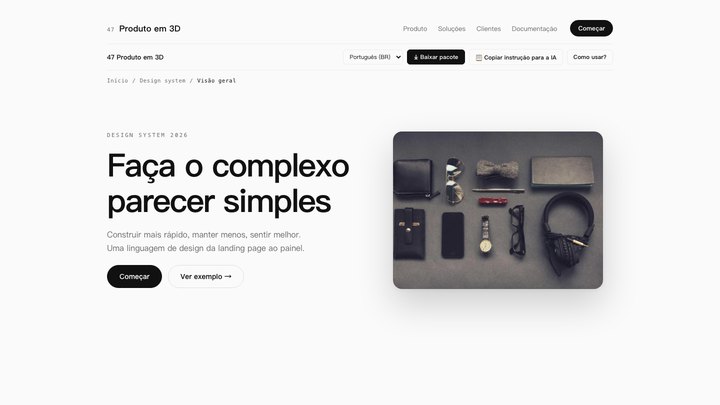 47 Produto em 3D
Produto Soluções Clientes Documentação Começar
47 Produto em 3D
Português (BR) Baixar pacote Copiar instrução para a IA Como usar?
Início / Design system / Visão geral
DESIGN SYSTEM 2026
Faça o complexo
parecer simples
Construir mais rápido, manter menos, sentir melhor.
Uma linguagem de design da landing page ao painel.
Começar Ver exemplo →